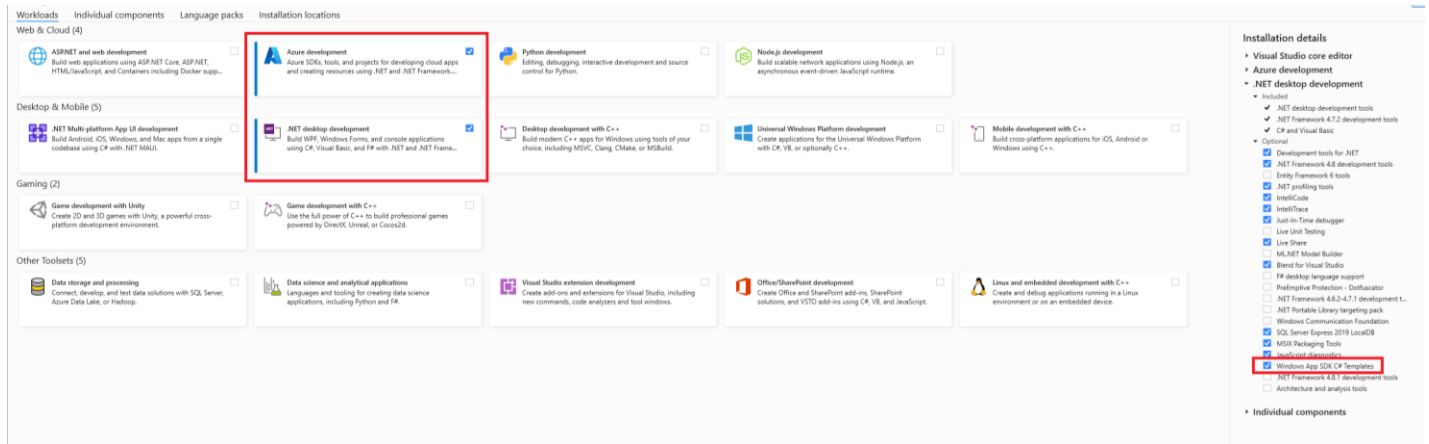 Workloads
Individual components
Language packs
Installation locations
Web & Cloud (4)
ASP.NET and web development
Build web applications using ASP.NET Core, ASP.NET,
HTML/JavaScript, and Containers including Docker supp...
Azure development
Azure SDKs, tools, and projects for developing cloud apps
and creating resources using .NET and .NET Framework....
Python development
Editing, debugging, interactive development and source
control for Python.
Node.js development
Build scalable network applications using Node.js, an
asynchronous event-driven JavaScript runtime.
Desktop & Mobile (5)
.NET Multi-platform App UI development
Build Android, iOS, Windows, and Mac apps from a single
codebase using C# with .NET MAUI.
.NET desktop development
Build WPF, Windows Forms, and console applications
using C#, Visual Basic, and F# with .NET and .NET Frame...
Desktop development with C++
Build modern C++ apps for Windows using tools of your
choice, including MSVC, Clang, CMake, or MSBuild.
Universal Windows Platform development
Create applications for the Universal Windows Platform
with C#, VB, or optionally C++.
Mobile development with C++
Build cross-platform applications for iOS, Android or
Windows using C++.
Gaming (2)
Game development with Unity
Create 2D and 3D games with Unity, a powerful cross-
platform development environment.
Game development with C++
Use the full power of C++ to build professional games
powered by DirectX, Unreal, or Cocos2d.
Other Toolsets (5)
Data storage and processing
Connect, develop, and test data solutions with SQL Server,
Azure Data Lake, or Hadoop.
Data science and analytical applications
Languages and tooling for creating data science
applications, including Python and F#.
Visual Studio extension development
Create add-ons and extensions for Visual Studio, including
new commands, code analyzers and tool windows.
Office/SharePoint development
Create Office and SharePoint add-ins, SharePoint
solutions, and VSTO add-ins using C#, VB, and JavaScript.
Linux and embedded development with C++
Create and debug applications running in a Linux
environment or on an embedded device.
Installation details
Visual Studio core editor
Azure development
.NET desktop development
Included
.NET desktop development tools
.NET Framework 4.7.2 development tools
C# and Visual Basic
Optional
Development tools for .NET
.NET Framework 4.8 development tools
Entity Framework 6 tools
.NET profiling tools
IntelliCode
IntelliTrace
Just-In-Time debugger
Live Unit Testing
Live Share
ML.NET Model Builder
Blend for Visual Studio
F# desktop language support
PreEmptive Protection - Dotfuscator
.NET Framework 4.6.2-4.7.1 development t...
.NET Portable Library targeting pack
Windows Communication Foundation
SQL Server Express 2019 LocalDB
MSIX Packaging Tools
JavaScript diagnostics
Windows App SDK C# Templates
.NET Framework 4.8.1 development tools
Architecture and analysis tools
Individual components